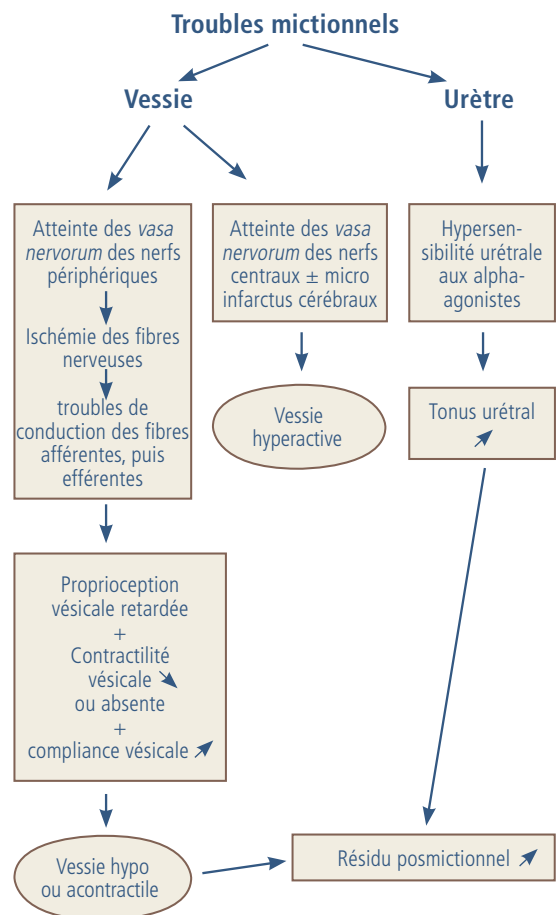 Troubles mictionnels
Vessie
Urètre
Atteinte des vasa
nervorum des nerfs
périphériques
Ischémie des fibres
nerveuses
troubles de
conduction des fibres
afférentes, puis
efférentes
Atteinte des vasa
nervorum des nerfs
centraux ± micro
infarctus cérébraux
Hypersen-
sibilité urétrale
aux alpha-
agonistes
Vessie
hyperactive
Tonus urétral
Proprioception
vésicale retardée
+
Contractilité
vésicale
ou absente
+
compliance vésicale
Vessie hypo
ou acontractile
Résidu posmictionnel